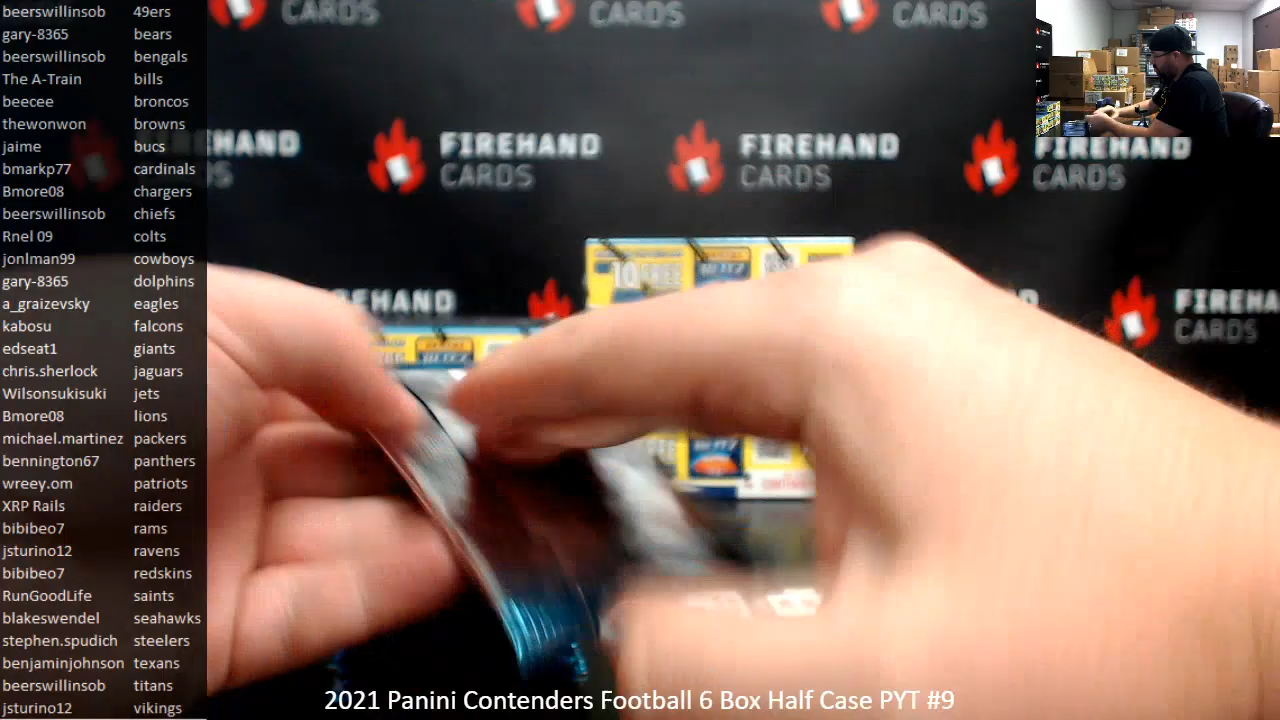 beerswillinsob 49ers
gary-8365 bears
beerswillinsob bengals
The A-Train bills
beecee broncos
thewonwon browns
jaime bucs
bmarkp77 cardinals
Bmore08 chargers
beerswillinsob chiefs
Rnel 09 colts
jonlman99 cowboys
gary-8365 dolphins
a_graizevsky eagles
kabosu falcons
edseat1 giants
chris.sherlock jaguars
Wilsonsukisuki jets
Bmore08 lions
michael.martinez packers
bennington67 panthers
wreey.om patriots
XRP Rails raiders
bibibeo7 rams
jsturino12 ravens
bibibeo7 redskins
RunGoodLife saints
blakeswendel seahawks
stephen.spudich steelers
benjaminjohnson texans
beerswillinsob titans
jsturino12 vikings
CARDS
CARDS
CARDS
FIREHAND
CARDS
FIREHAND
CARDS
FIREHAND
CARDS
FIREHAND
10 FREE
2021 Panini Contenders Football 6 Box Half Case PYT #9